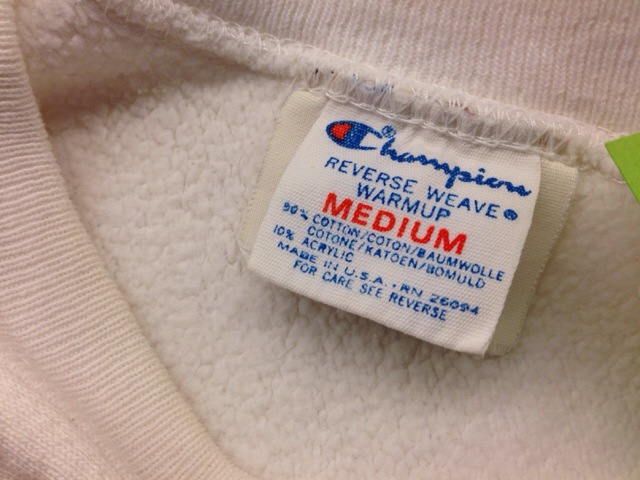 Champion®
REVERSE WEAVE®
WARMUP
MEDIUM
90% COTTON/COTON/BAUMWOLLE
COTONE/KATOEN/BOMULD
10% ACRYLIC
MADE IN U.S.A., RN 26094
FOR CARE SEE REVERSE